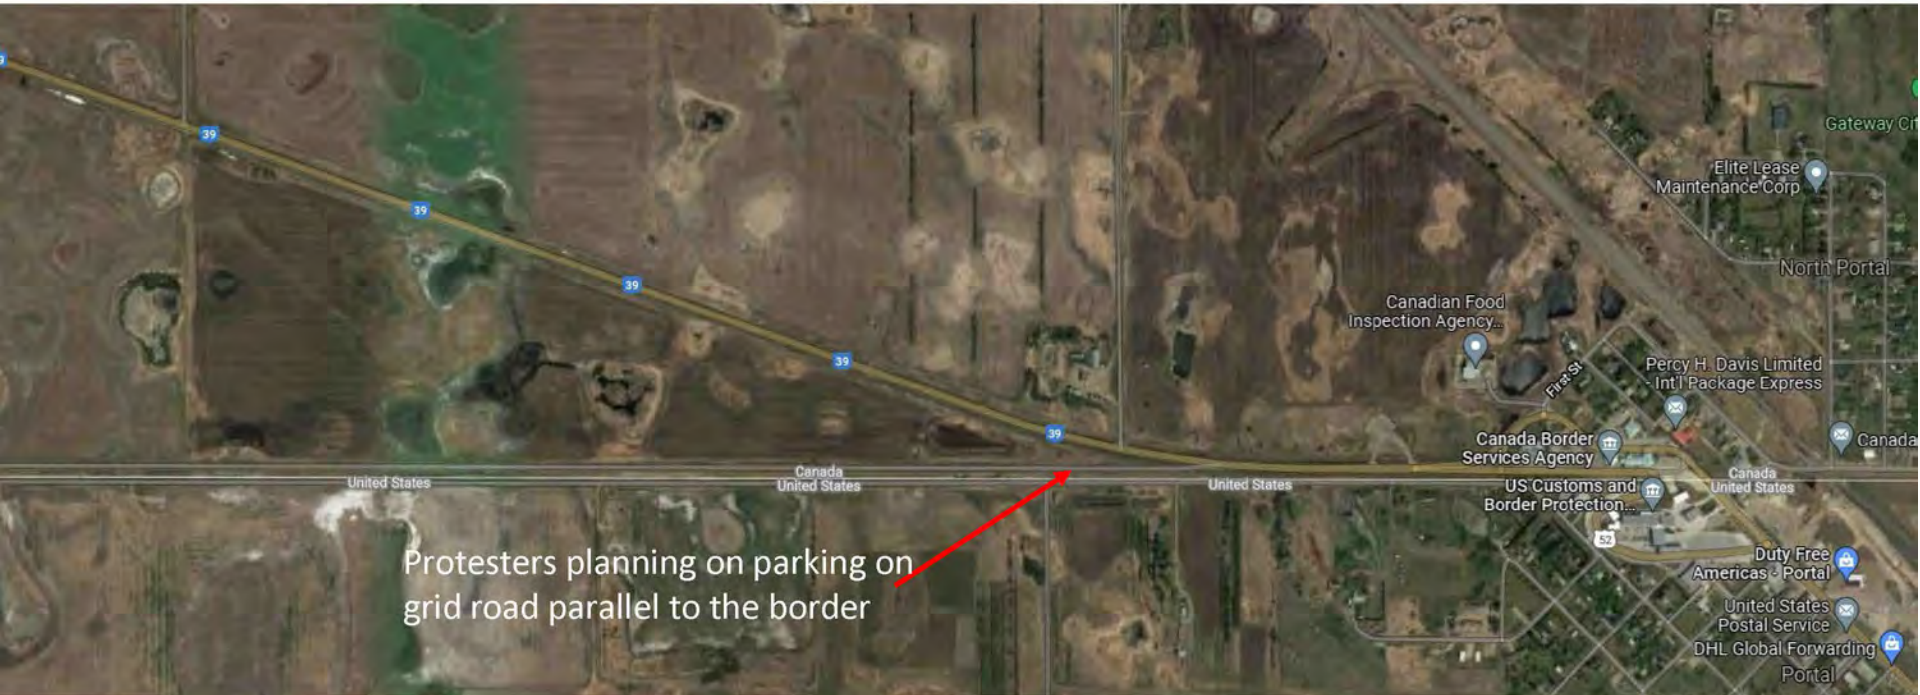 9
39
Gateway Cit
Elite Lease
Maintenance Corp
39
North Portal
39
Canadian Food
Inspection Agency...
39
First St
Percy H. Davis Limited
- Int'l Package Express
39
Canada Border
Services Agency
Canada
Canada
United States
United States
United States
Canada
United States
US Customs and
Border Protection...
52
Protesters planning on parking on
grid road parallel to the border
Duty Free
Americas - Portal
United States
Postal Service
DHL Global Forwarding
Portal